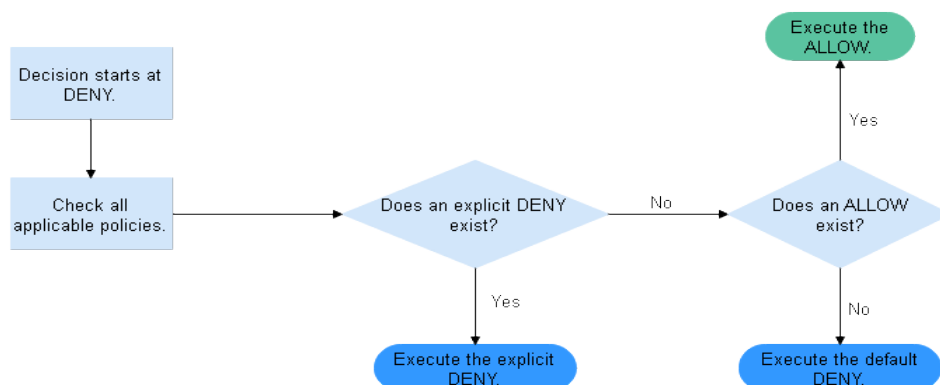 Execute the
ALLOW.
Decision starts at
DENY.
Yes
Check all
applicable policies.
Does an explicit DENY
exist?
No
Does an ALLOW
exist?
Yes
No
Execute the explicit
DENY.
Execute the default
DENY.